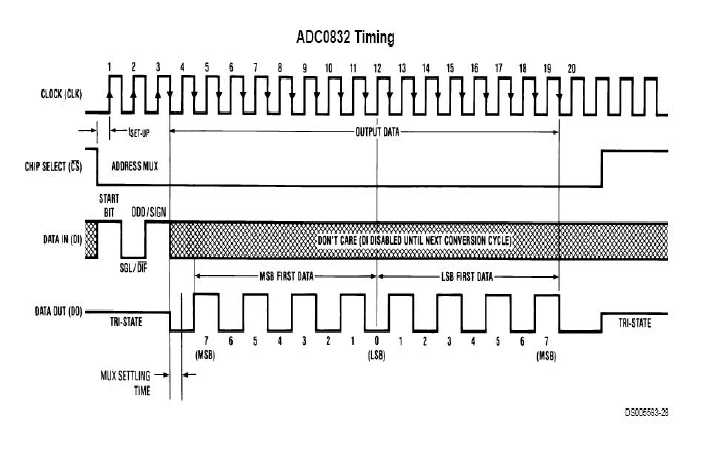 ADC0832 Timing
1 2 3 4 5 6 7 8 9 10 11 12 13 14 15 16 17 18 19 20
CLOCK (CLK)
tSET-UP
OUTPUT DATA
CHIP SELECT (CS)
ADDRESS MUX
START
BIT
ODD/SIGN
DATA IN (DI)
DON'T CARE (DI DISABLED UNTIL NEXT CONVERSION CYCLE)
SGL/DIF
MSB FIRST DATA
LSB FIRST DATA
DATA OUT (DO)
TRI-STATE
TRI-STATE
7 6 5 4 3 2 1 0 1 2 3 4 5 6 7
(MSB) (LSB) (MSB)
MUX SETTLING
TIME
DS005583-28